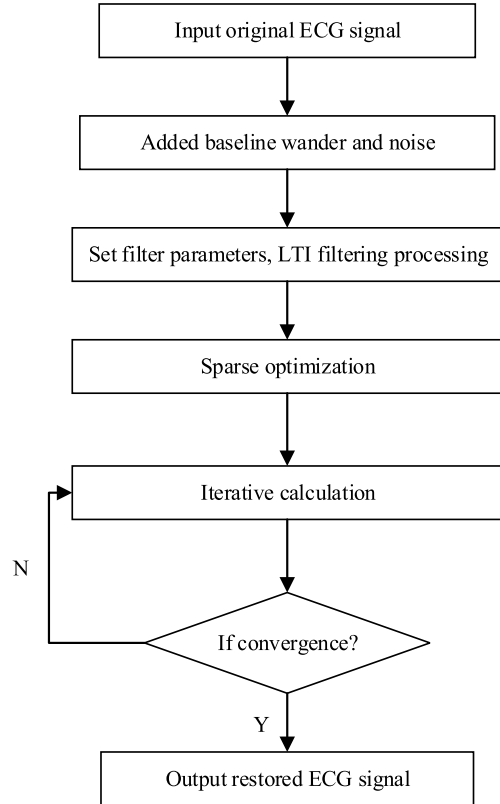 Input original ECG signal
Added baseline wander and noise
Set filter parameters, LTI filtering processing
Sparse optimization
Iterative calculation
N
If convergence?
Y
Output restored ECG signal